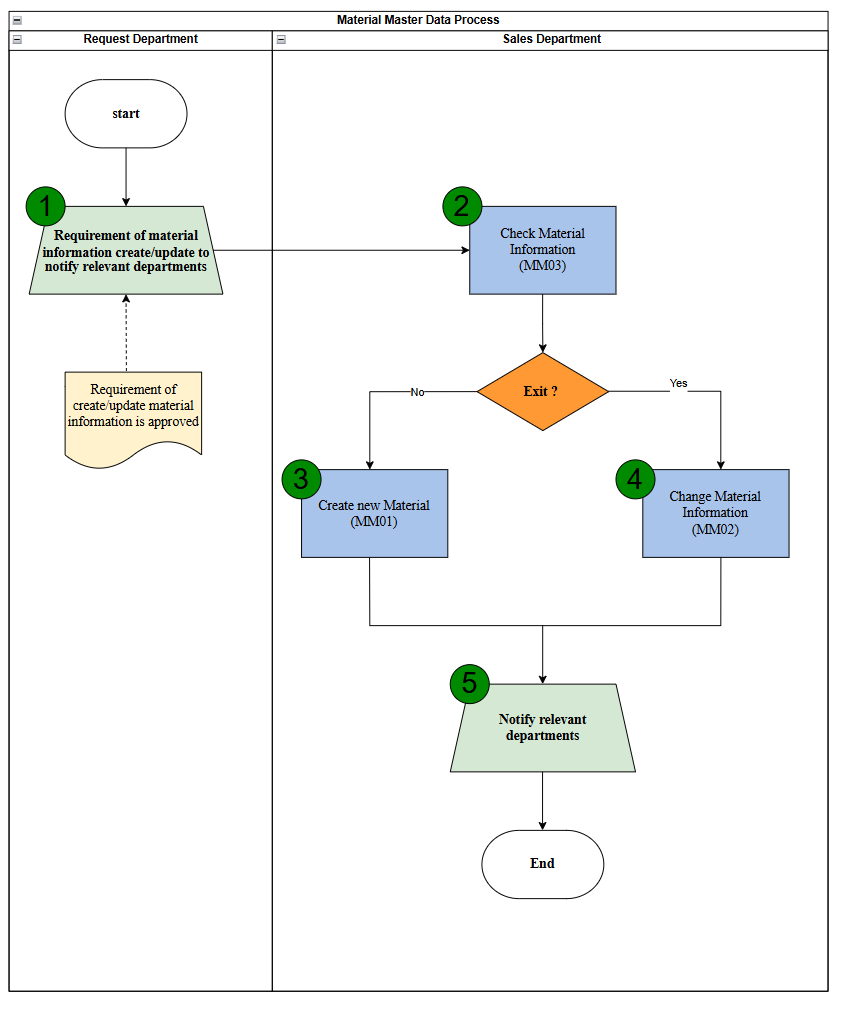 Material Master Data Process
Request Department
Sales Department
start
1
Requirement of material
information create/update to
notify relevant departments
2
Check Material
Information
(MM03)
Requirement of
create/update material
information is approved
Exit ?
No
Yes
3
Create new Material
(MM01)
4
Change Material
Information
(MM02)
5
Notify relevant
departments
End